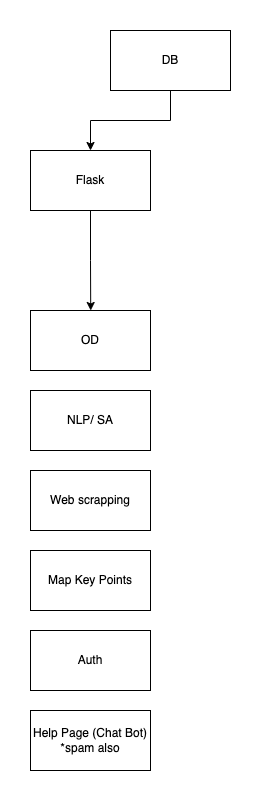 DB
Flask
OD
NLP/ SA
Web scrapping
Map Key Points
Auth
Help Page (Chat Bot)
*spam also